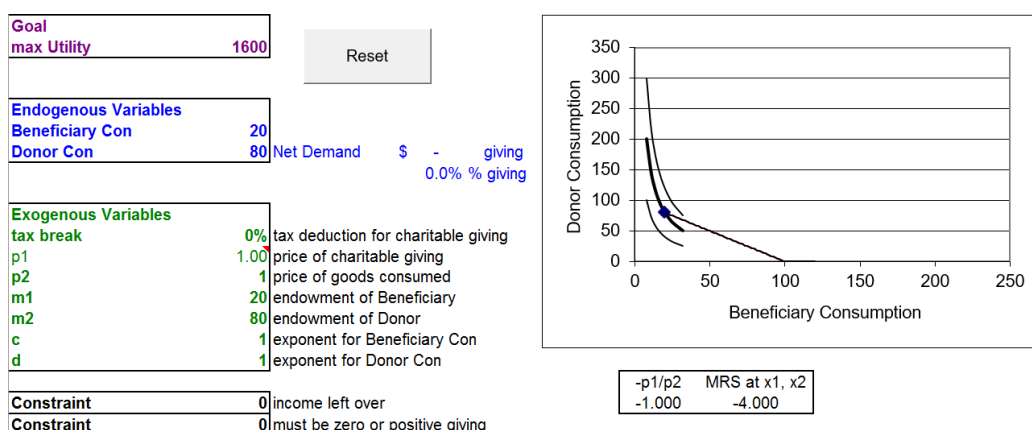 Goal
max Utility 1600
Reset
Endogenous Variables
Beneficiary Con 20
Donor Con 80 Net Demand $ - giving
0.0% % giving
Exogenous Variables
tax break 0% tax deduction for charitable giving
p1 1.00 price of charitable giving
p2 1 price of goods consumed
m1 20 endowment of Beneficiary
m2 80 endowment of Donor
c 1 exponent for Beneficiary Con
d 1 exponent for Donor Con
Constraint 0 income left over
Constraint 0 must be zero or positive giving
Donor Consumption
350
300
250
200
150
100
50
0
0 50 100 150 200 250
Beneficiary Consumption
-p1/p2 MRS at x1, x2
-1.000 -4.000